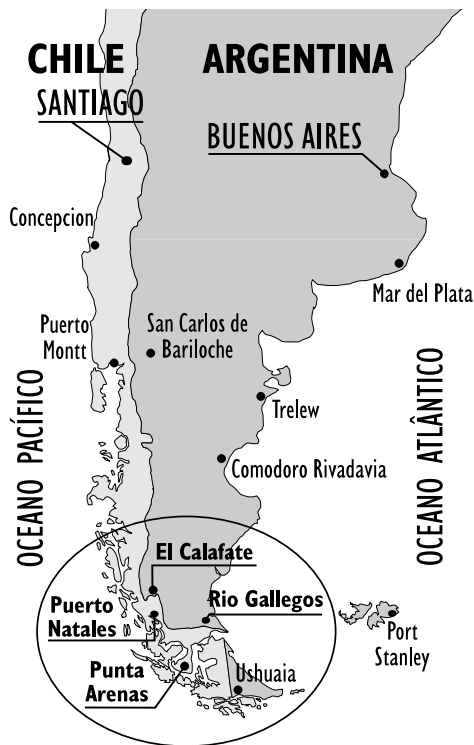 CHILE
ARGENTINA
SANTIAGO
BUENOS AIRES
Concepcion
Mar del Plata
Puerto
Montt
San Carlos de
Bariloche
Trelew
Comodoro Rivadavia
OCEANO PACÍFICO
OCEANO ATLÂNTICO
El Calafate
Puerto
Natales
Rio Gallegos
Punta
Arenas
Ushuaia
Port
Stanley